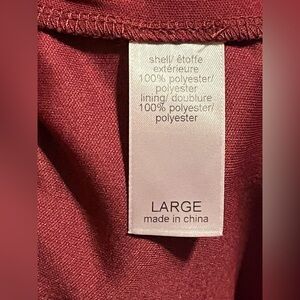 shell/ étoffe
extérieure
100% polyester/
polyester
lining/ doublure
100% polyester/
polyester
LARGE
made in china